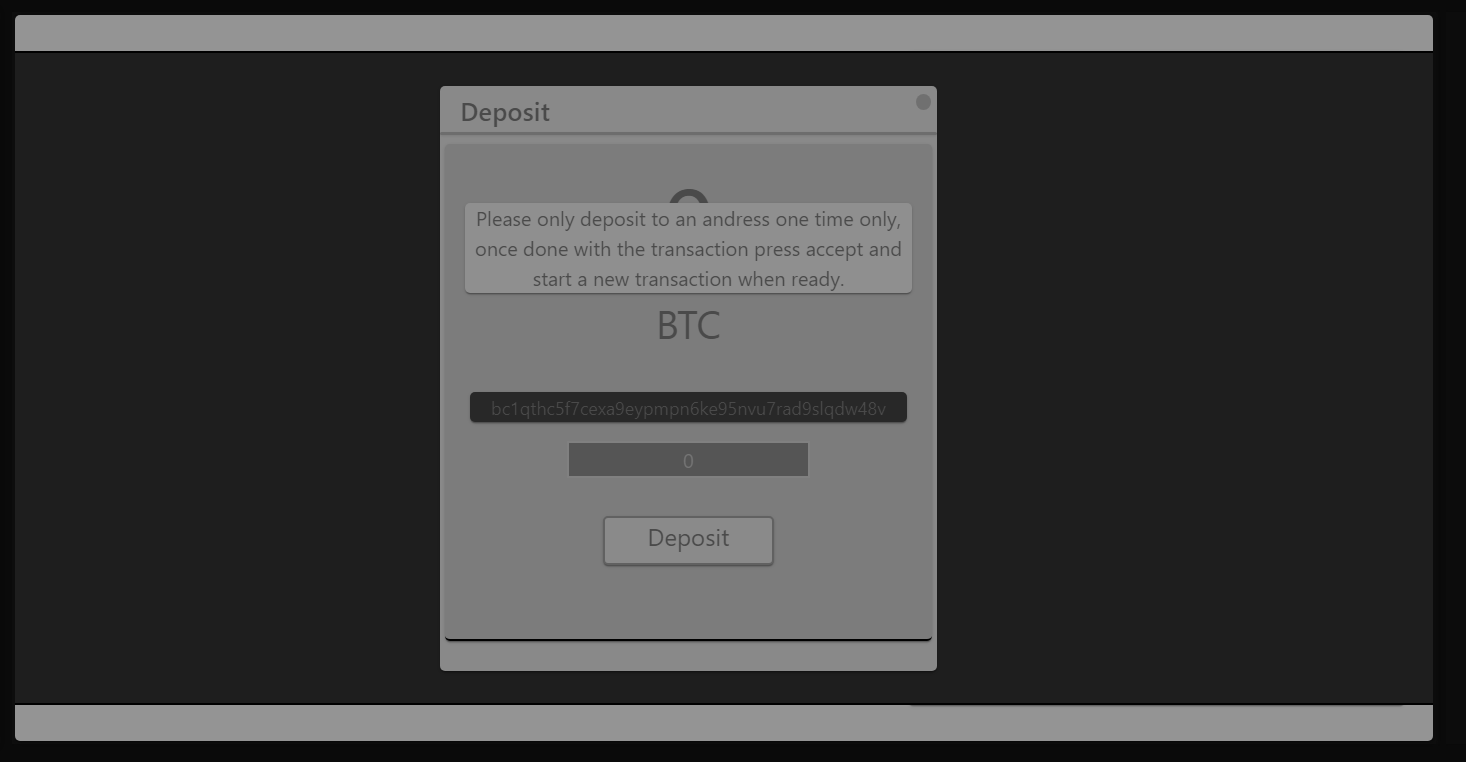 Deposit
Please only deposit to an andress one time only,
once done with the transaction press accept and
start a new transaction when ready.
BTC
bc1qthc5f7cexa9eypmpn6ke95nvu7rad9slqdw48v
0
Deposit